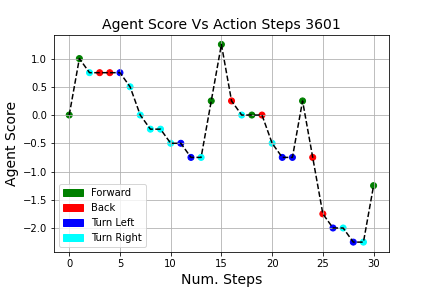 Agent Score Vs Action Steps 3601
1.0
0.5
0.0
−0.5
−1.0
−1.5
−2.0
Agent Score
Forward
Back
Turn Left
Turn Right
0 5 10 15 20 25 30
Num. Steps